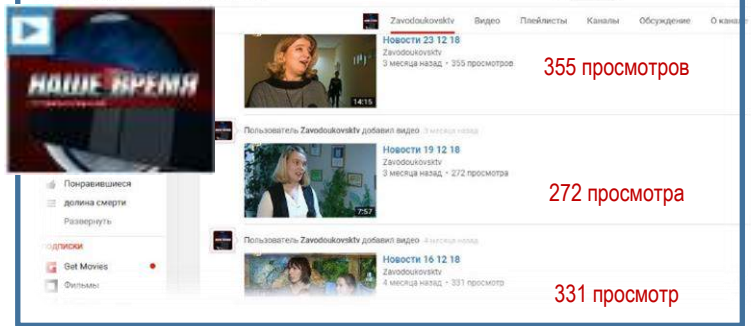 НАШЕ ВРЕМЯ
Zavodoukovsktv Видео Плейлисты Каналы Обсуждение О канале
Новости 23 12 18
Zavodoukovsktv
3 месяца назад • 355 просмотров
355 просмотров
14:15
Пользователь Zavodoukovsktv добавил видео 3 месяца назад
Новости 19 12 18
Zavodoukovsktv
3 месяца назад • 272 просмотра
272 просмотра
7:57
Понравившиеся
долина смерти
Развернуть
ПОДПИСКИ
Get Movies
Фильмы
Пользователь Zavodoukovsktv добавил видео 4 месяца назад
Новости 16 12 18
Zavodoukovsktv
4 месяца назад • 331 просмотр
331 просмотр